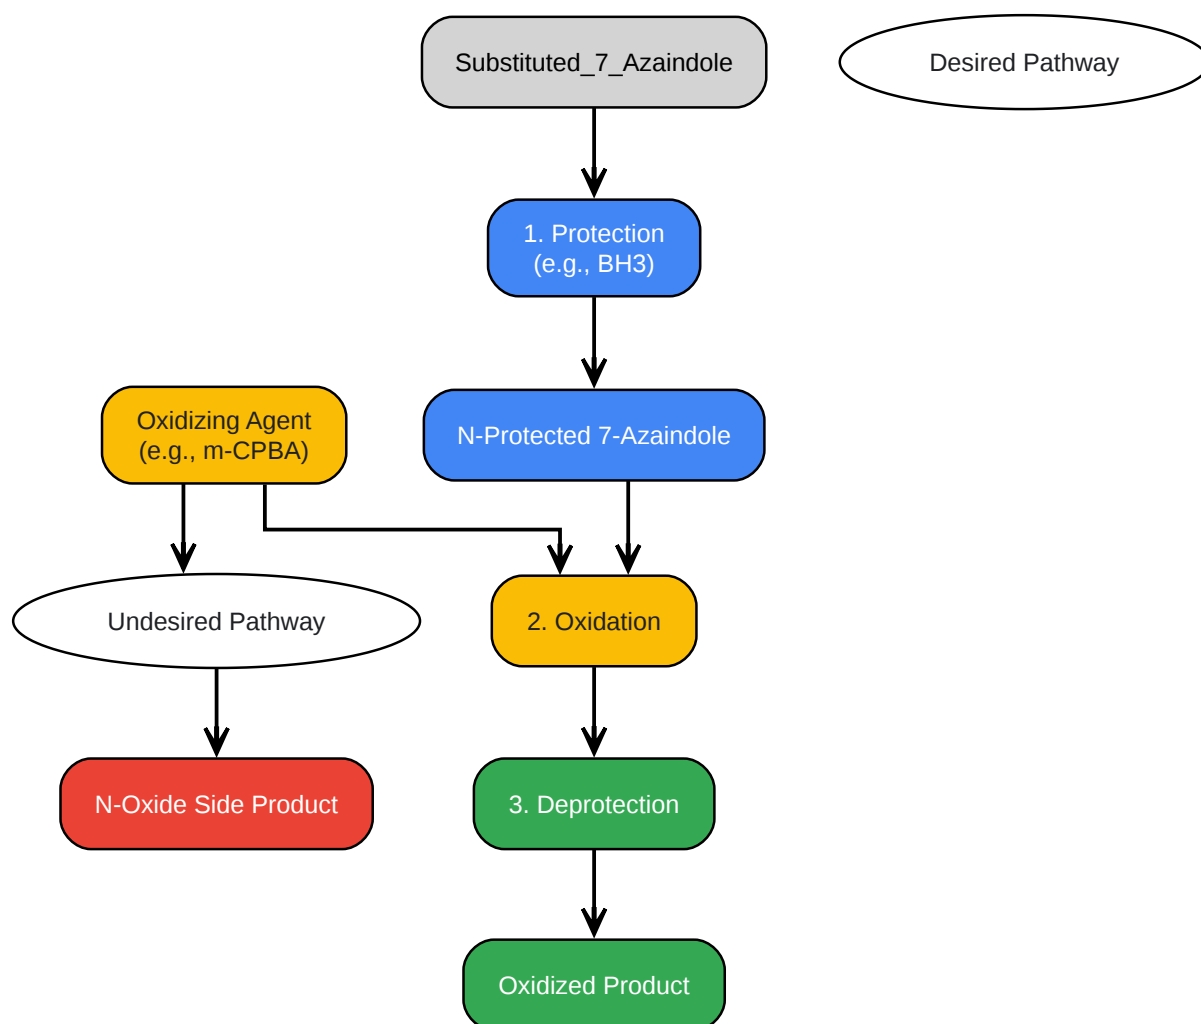 Substituted_7_Azaindole
Desired Pathway
1. Protection
(e.g., BH3)
Oxidizing Agent
(e.g., m-CPBA)
N-Protected 7-Azaindole
Undesired Pathway
2. Oxidation
N-Oxide Side Product
3. Deprotection
Oxidized Product